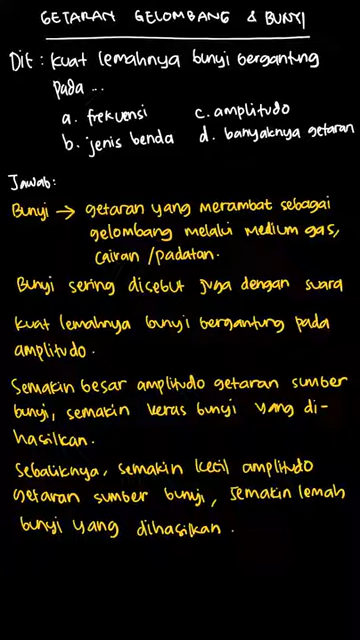 GETARAN GELOMBANG & BUNYI
Dit : Kuat lemahnya bunyi bergantung
pada ...
a. frekuensi c. amplitudo
b. jenis benda d. banyaknya getaran
Jawab:
Bunyi → getaran yang merambat sebagai
gelombang melalui medium gas,
cairan /padatan.
Bunyi sering disebut juga dengan suara
Kuat lemahnya bunyi bergantung pada
amplitudo.
Semakin besar amplitudo getaran sumber
bunyi, semakin keras bunyi yang di-
hasilkan.
Sebaliknya, semakin kecil amplitudo
getaran sumber bunyi, semakin lemah
bunyi yang dihasilkan.